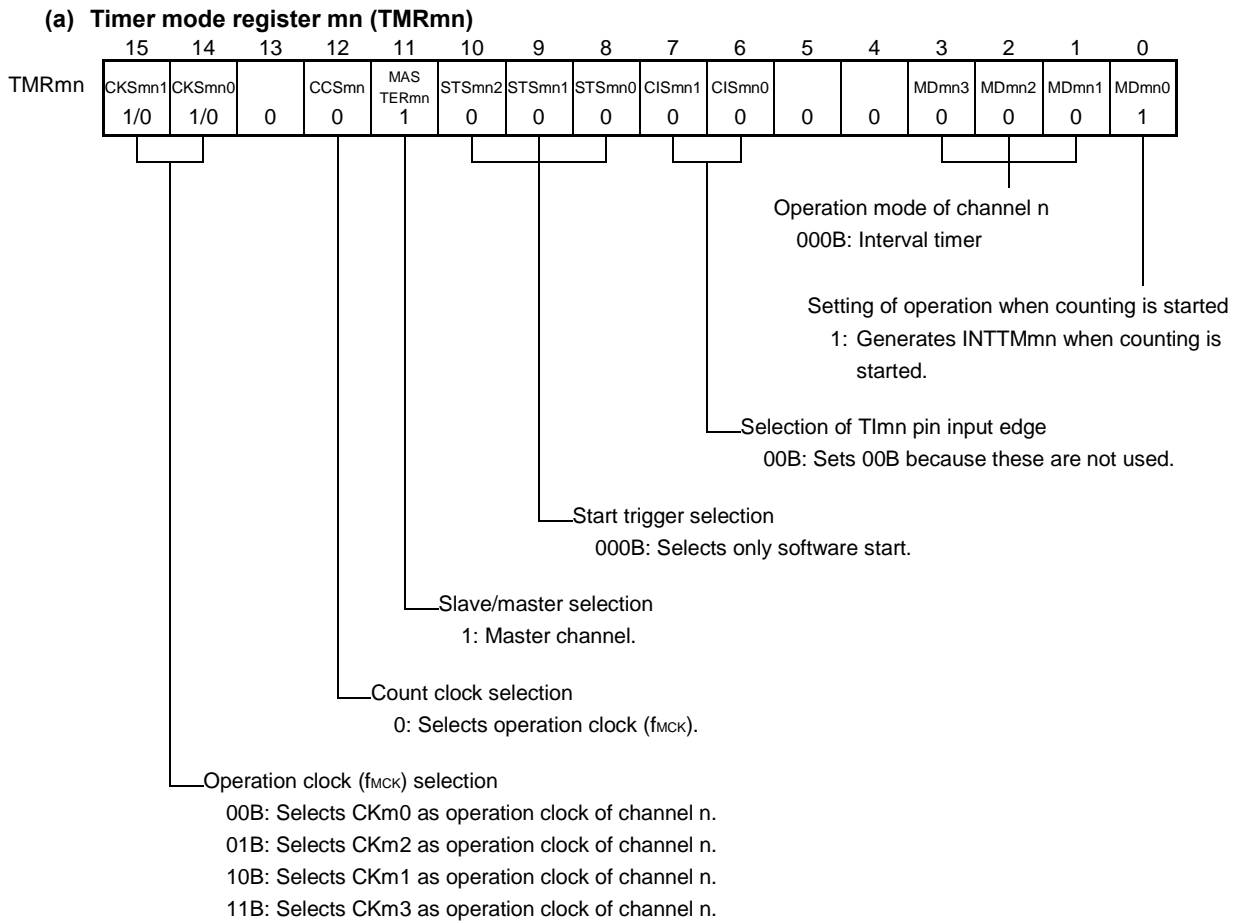 (a) Timer mode register mn (TMRmn)
15 14 13 12 11 10 9 8 7 6 5 4 3 2 1 0
TMRmn CKSmn1 CKSmn0 CCSmn MAS TERmn STSmn2 STSmn1 STSmn0 CISmn1 CISmn0 MDmn3 MDmn2 MDmn1 MDmn0
1/0 1/0 0 0 1 0 0 0 0 0 0 0 0 0 0 1
Operation mode of channel n
000B: Interval timer
Setting of operation when counting is started
1: Generates INTTMmn when counting is
started.
Selection of TImn pin input edge
00B: Sets 00B because these are not used.
Start trigger selection
000B: Selects only software start.
Slave/master selection
1: Master channel.
Count clock selection
0: Selects operation clock (fMCK).
Operation clock (fMCK) selection
00B: Selects CKm0 as operation clock of channel n.
01B: Selects CKm2 as operation clock of channel n.
10B: Selects CKm1 as operation clock of channel n.
11B: Selects CKm3 as operation clock of channel n.